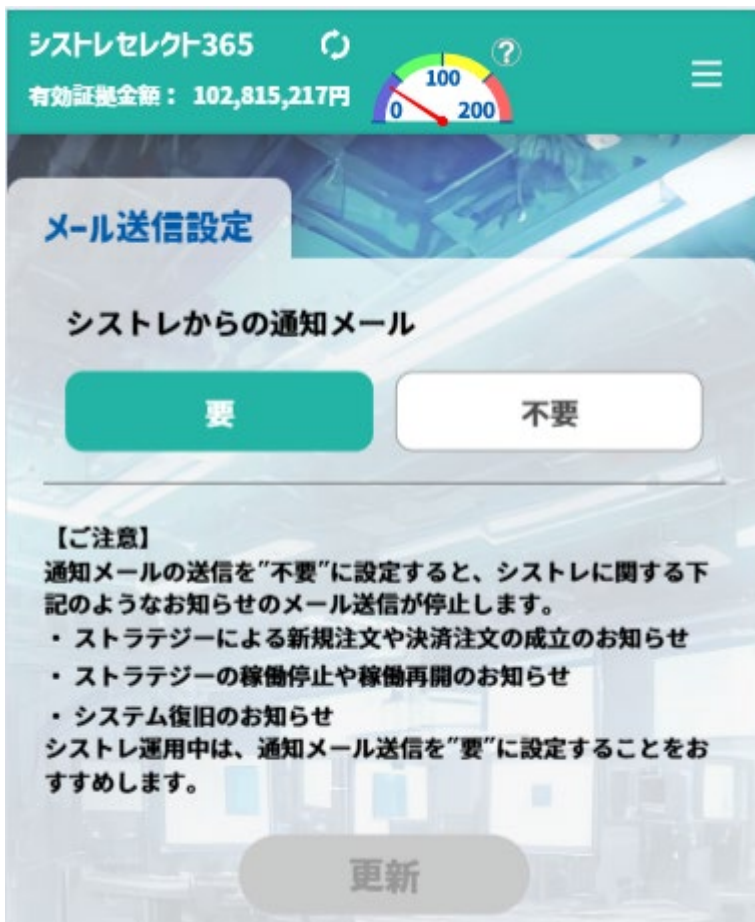 シストレセレクト365
?
有効証拠金額： 102,815,217円
0
100
200
メール送信設定
シストレからの通知メール
要
不要
【ご注意】
通知メールの送信を"不要"に設定すると、シストレに関する下
記のようなお知らせのメール送信が停止します。
・ ストラテジーによる新規注文や決済注文の成立のお知らせ
・ ストラテジーの稼働停止や稼働再開のお知らせ
・ システム復旧のお知らせ
シストレ運用中は、通知メール送信を"要"に設定することをお
すすめします。
更新